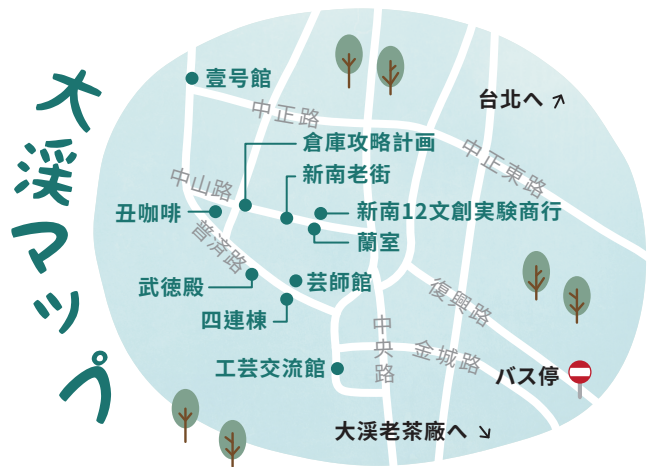 大渓マップ
壹号館
中正路
台北へ
倉庫攻略計画
中正東路
新南老街
中山路
丑咖啡
新南12文創実験商行
蘭室
普済路
武徳殿
芸師館
復興路
四連棟
中央路
金城路
工芸交流館
バス停
大渓老茶廠へ